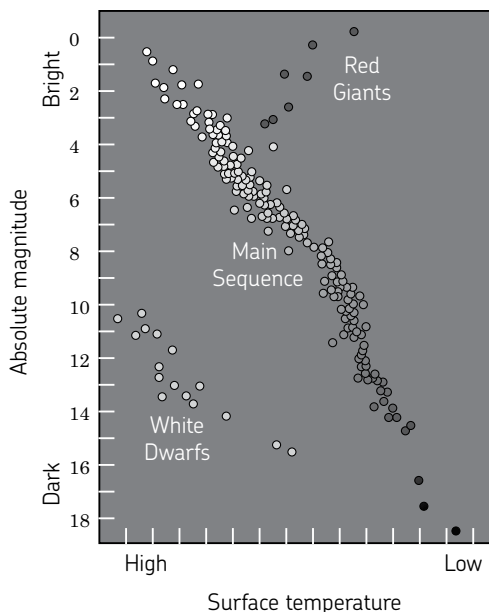 Absolute magnitude
Bright
Dark
0
2
4
6
8
10
12
14
16
18
Red
Giants
Main
Sequence
White
Dwarfs
High
Low
Surface temperature